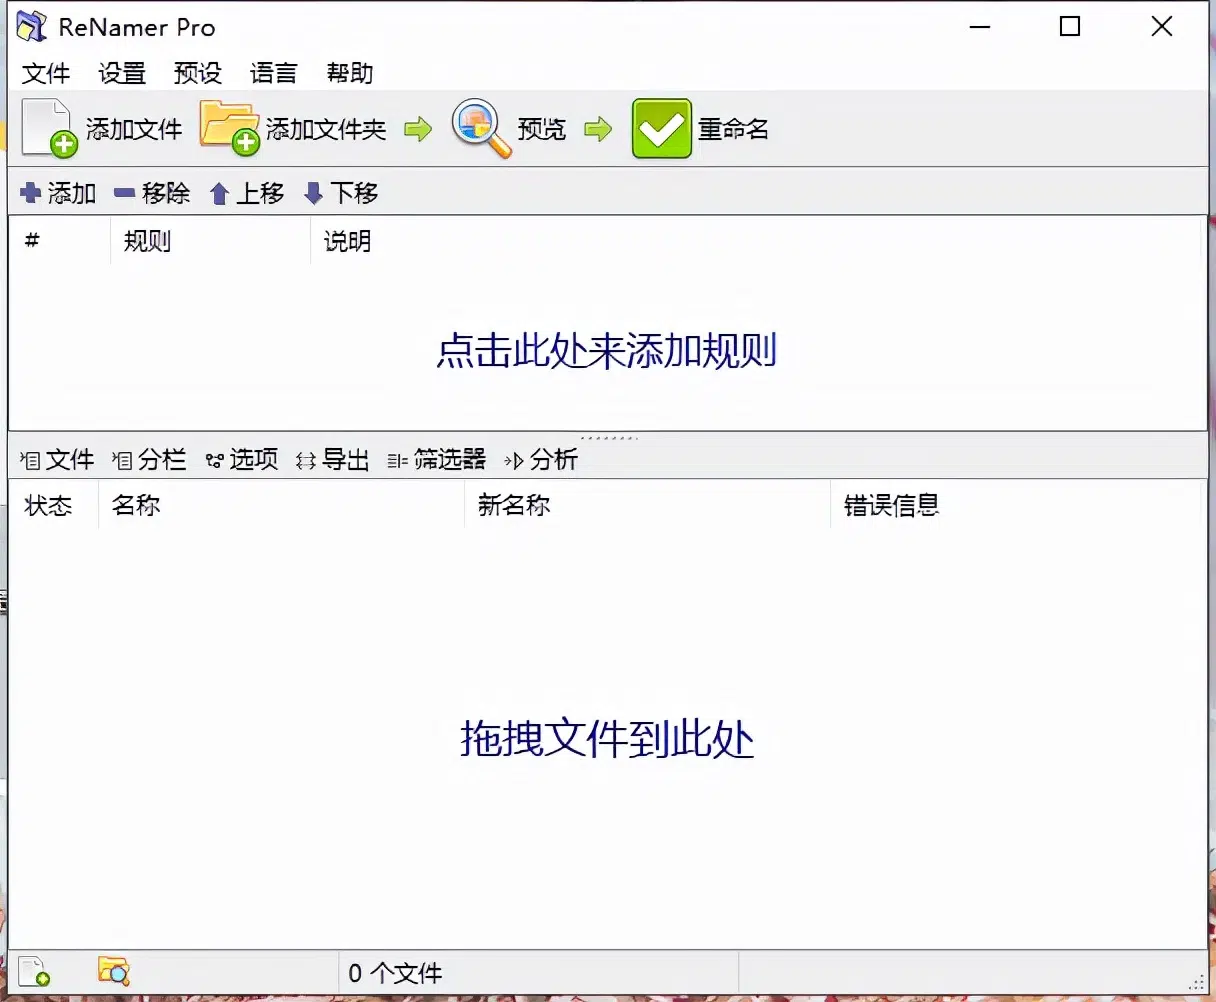 ReNamer Pro
文件 设置 预设 语言 帮助
添加文件 添加文件夹 预览 重命名
添加 移除 上移 下移
# 规则 说明
点击此处来添加规则
文件 分栏 选项 导出 筛选器 分析
状态 名称 新名称 错误信息
拖拽文件到此处
0 个文件